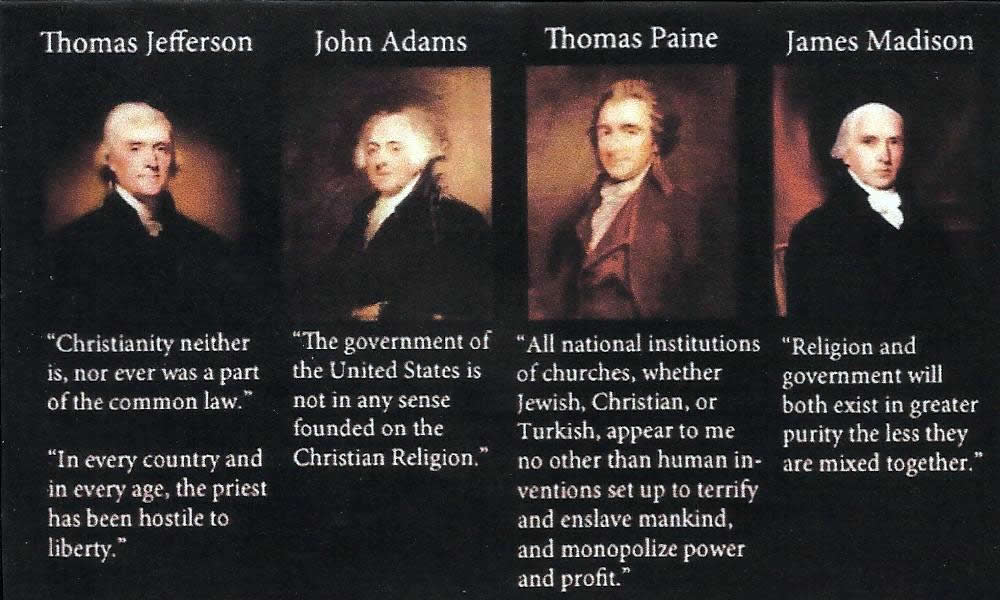 Thomas Jefferson
"Christianity neither
is, nor ever was a part
of the common law."
"In every country and
in every age, the priest
has been hostile to
liberty."
John Adams
"The government of
the United States is
not in any sense
founded on the
Christian Religion."
Thomas Paine
"All national institutions
of churches, whether
Jewish, Christian, or
Turkish, appear to me
no other than human in-
ventions set up to terrify
and enslave mankind,
and monopolize power
and profit."
James Madison
"Religion and
government will
both exist in greater
purity the less they
are mixed together."